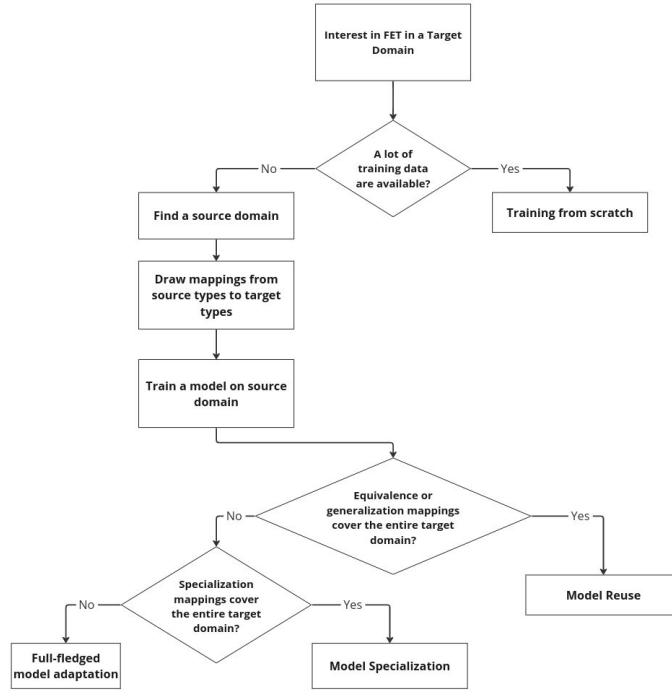 Interest in FET in a Target
Domain
A lot of
training data
are available?
No
Yes
Find a source domain
Training from scratch
Draw mappings from
source types to target
types
Train a model on source
domain
Equivalence or
generalization mappings
cover the entire target
domain?
No
Yes
Specialization
mappings cover
the entire target
domain?
Model Reuse
No
Yes
Full-fledged
model adaptation
Model Specialization